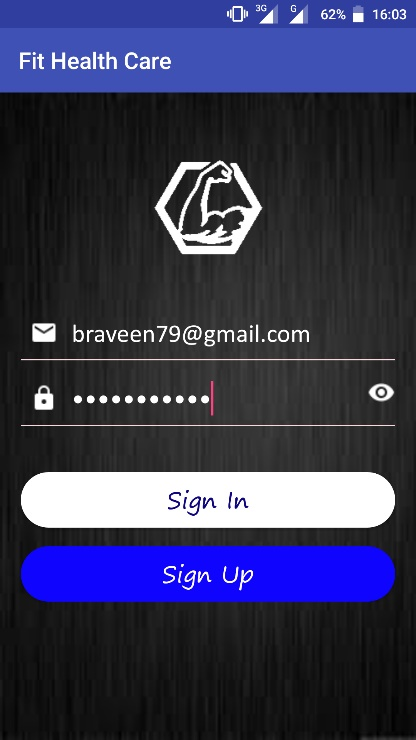 3G G 62% 16:03
Fit Health Care
braveen79@gmail.com
•••••••••••
Sign In
Sign Up